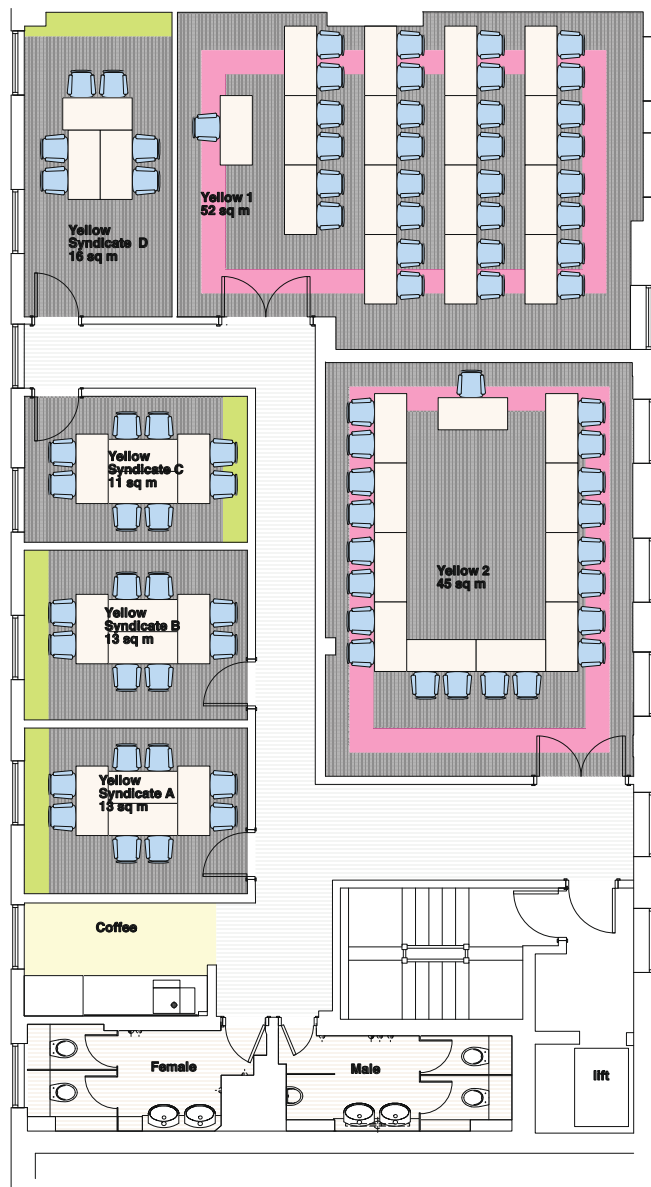 Yellow 1
52 sq m
Yellow
Syndicate D
16 sq m
Yellow
Syndicate C
11 sq m
Yellow 2
45 sq m
Yellow
Syndicate B
13 sq m
Yellow
Syndicate A
13 sq m
Coffee
Female
Male
lift